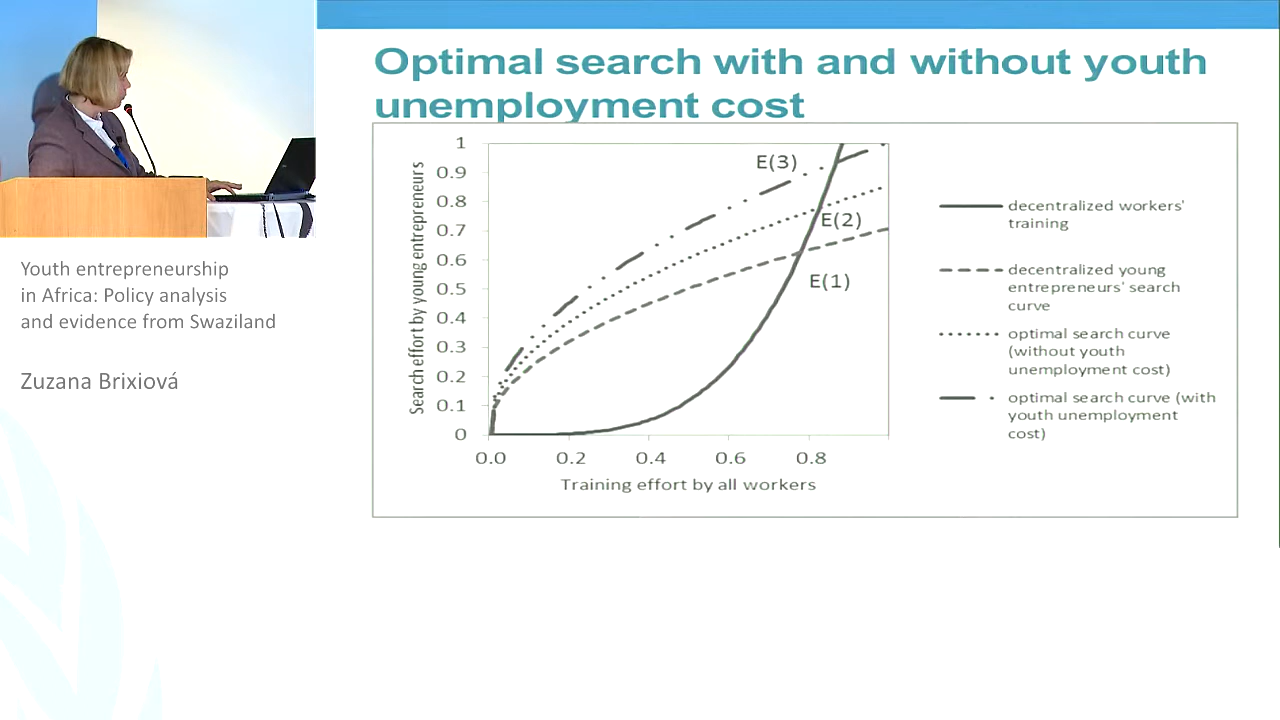 Optimal search with and without youth
unemployment cost
Search effort by young entrepreneurs
1
0.9
0.8
0.7
0.6
0.5
0.4
0.3
0.2
0.1
0
0.0
0.2
0.4
0.6
0.8
Training effort by all workers
E(3)
E(2)
E(1)
decentralized workers'
training
decentralized young
entrepreneurs' search
curve
optimal search curve
(without youth
unemployment cost)
optimal search curve (with
youth unemployment
cost)
Youth entrepreneurship
in Africa: Policy analysis
and evidence from Swaziland
Zuzana Brixiová